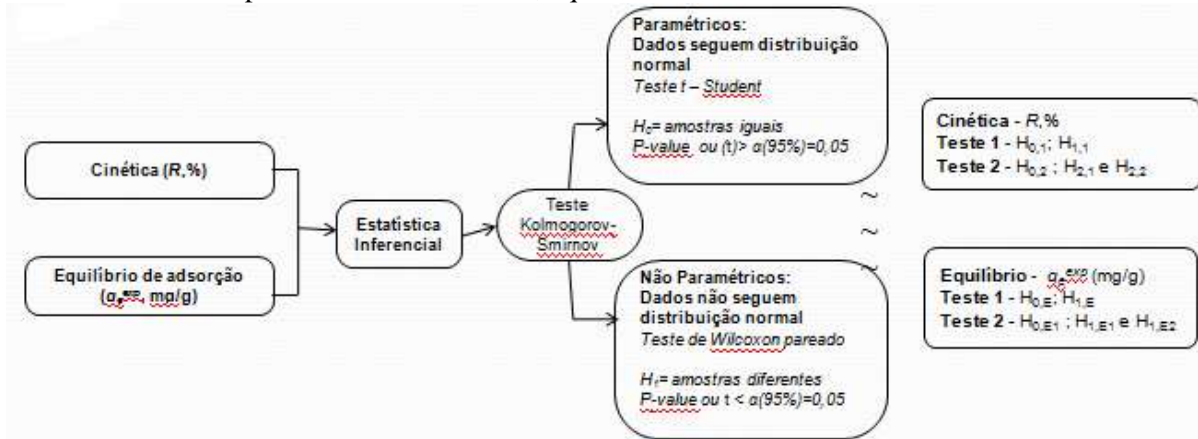 Cinética (R,%)
Equilíbrio de adsorção
(qₑᵉˣᵖ, mg/g)
Estatística
Inferencial
Teste
Kolmogorov-
Smirnov
Paramétricos:
Dados seguem distribuição
normal
Teste t – Student
H₀= amostras iguais
P-value ou (t)> α(95%)=0,05
Não Paramétricos:
Dados não seguem
distribuição normal
Teste de Wilcoxon pareado
H₁= amostras diferentes
P-value ou t < α(95%)=0,05
Cinética - R,%
Teste 1 - H₀,₁; H₁,₁
Teste 2 - H₀,₂ ; H₂,₁ e H₂,₂
Equilíbrio - qₑᵉˣᵖ (mg/g)
Teste 1 - H₀,E; H₁,E
Teste 2 - H₀,E₁ ; H₁,E₁ e H₁,E₂